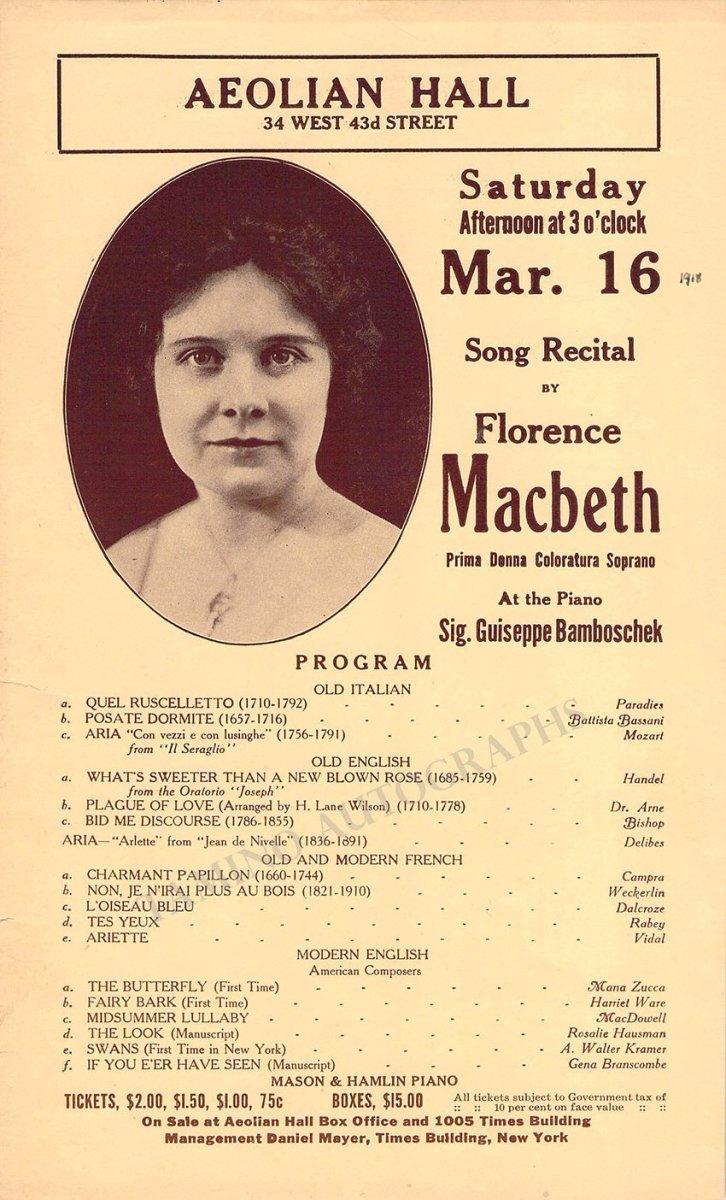 AEOLIAN HALL
34 WEST 43d STREET
Saturday
Afternoon at 3 o'clock
Mar. 16 1918
Song Recital
BY
Florence
Macbeth
Prima Donna Coloratura Soprano
At the Piano
Sig. Guiseppe Bamboschek
PROGRAM
OLD ITALIAN
a. QUEL RUSCELLETTO (1710-1792) - - - - - - Paradies
b. POSATE DORMITE (1657-1716) - - - - - - Battista Bassani
c. ARIA "Con vezzi e con lusinghe" (1756-1791) - - - - - Mozart
from "Il Seraglio"
OLD ENGLISH
a. WHAT'S SWEETER THAN A NEW BLOWN ROSE (1685-1759) - - Handel
from the Oratorio "Joseph"
b. PLAGUE OF LOVE (Arranged by H. Lane Wilson) (1710-1778) - - Dr. Arne
c. BID ME DISCOURSE (1786-1855) - - - - - - Bishop
ARIA—"Arlette" from "Jean de Nivelle" (1836-1891) - - - - Delibes
OLD AND MODERN FRENCH
a. CHARMANT PAPILLON (1660-1744) - - - - - - Campra
b. NON, JE N'IRAI PLUS AU BOIS (1821-1910) - - - - Weckerlin
c. L'OISEAU BLEU - - - - - - - - Dalcroze
d. TES YEUX - - - - - - - - - Rabey
e. ARIETTE - - - - - - - - - Vidal
MODERN ENGLISH
American Composers
a. THE BUTTERFLY (First Time) - - - - - - Mana Zucca
b. FAIRY BARK (First Time) - - - - - - - Harriet Ware
c. MIDSUMMER LULLABY - - - - - - - MacDowell
d. THE LOOK (Manuscript) - - - - - - - Rosalie Hausman
e. SWANS (First Time in New York) - - - - - - A. Walter Kramer
f. IF YOU E'ER HAVE SEEN (Manuscript) - - - - - Gena Branscombe
MASON & HAMLIN PIANO
TICKETS, $2.00, $1.50, $1.00, 75c BOXES, $15.00 All tickets subject to Government tax of
:: :: 10 per cent on face value :: ::
On Sale at Aeolian Hall Box Office and 1005 Times Building
Management Daniel Mayer, Times Building, New York
TAMINO AUTOGRAPHS